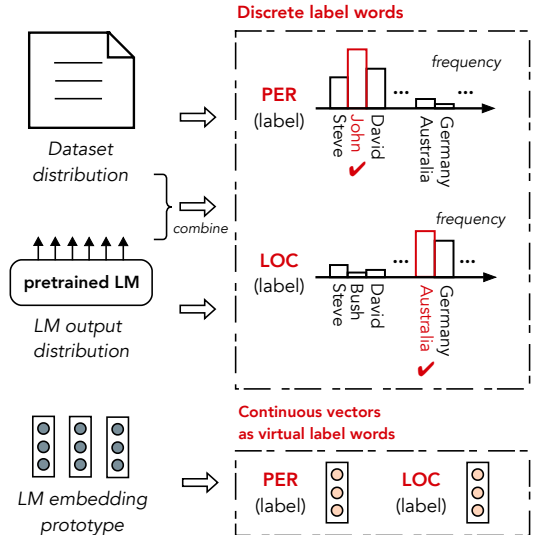 Discrete label words
frequency
PER
(label)
...
...
Steve
John
David
Australia
Germany
Dataset
distribution
combine
pretrained LM
LM output
distribution
frequency
LOC
(label)
...
...
Steve
Bush
David
Australia
Germany
Continuous vectors
as virtual label words
LM embedding
prototype
PER
(label)
LOC
(label)